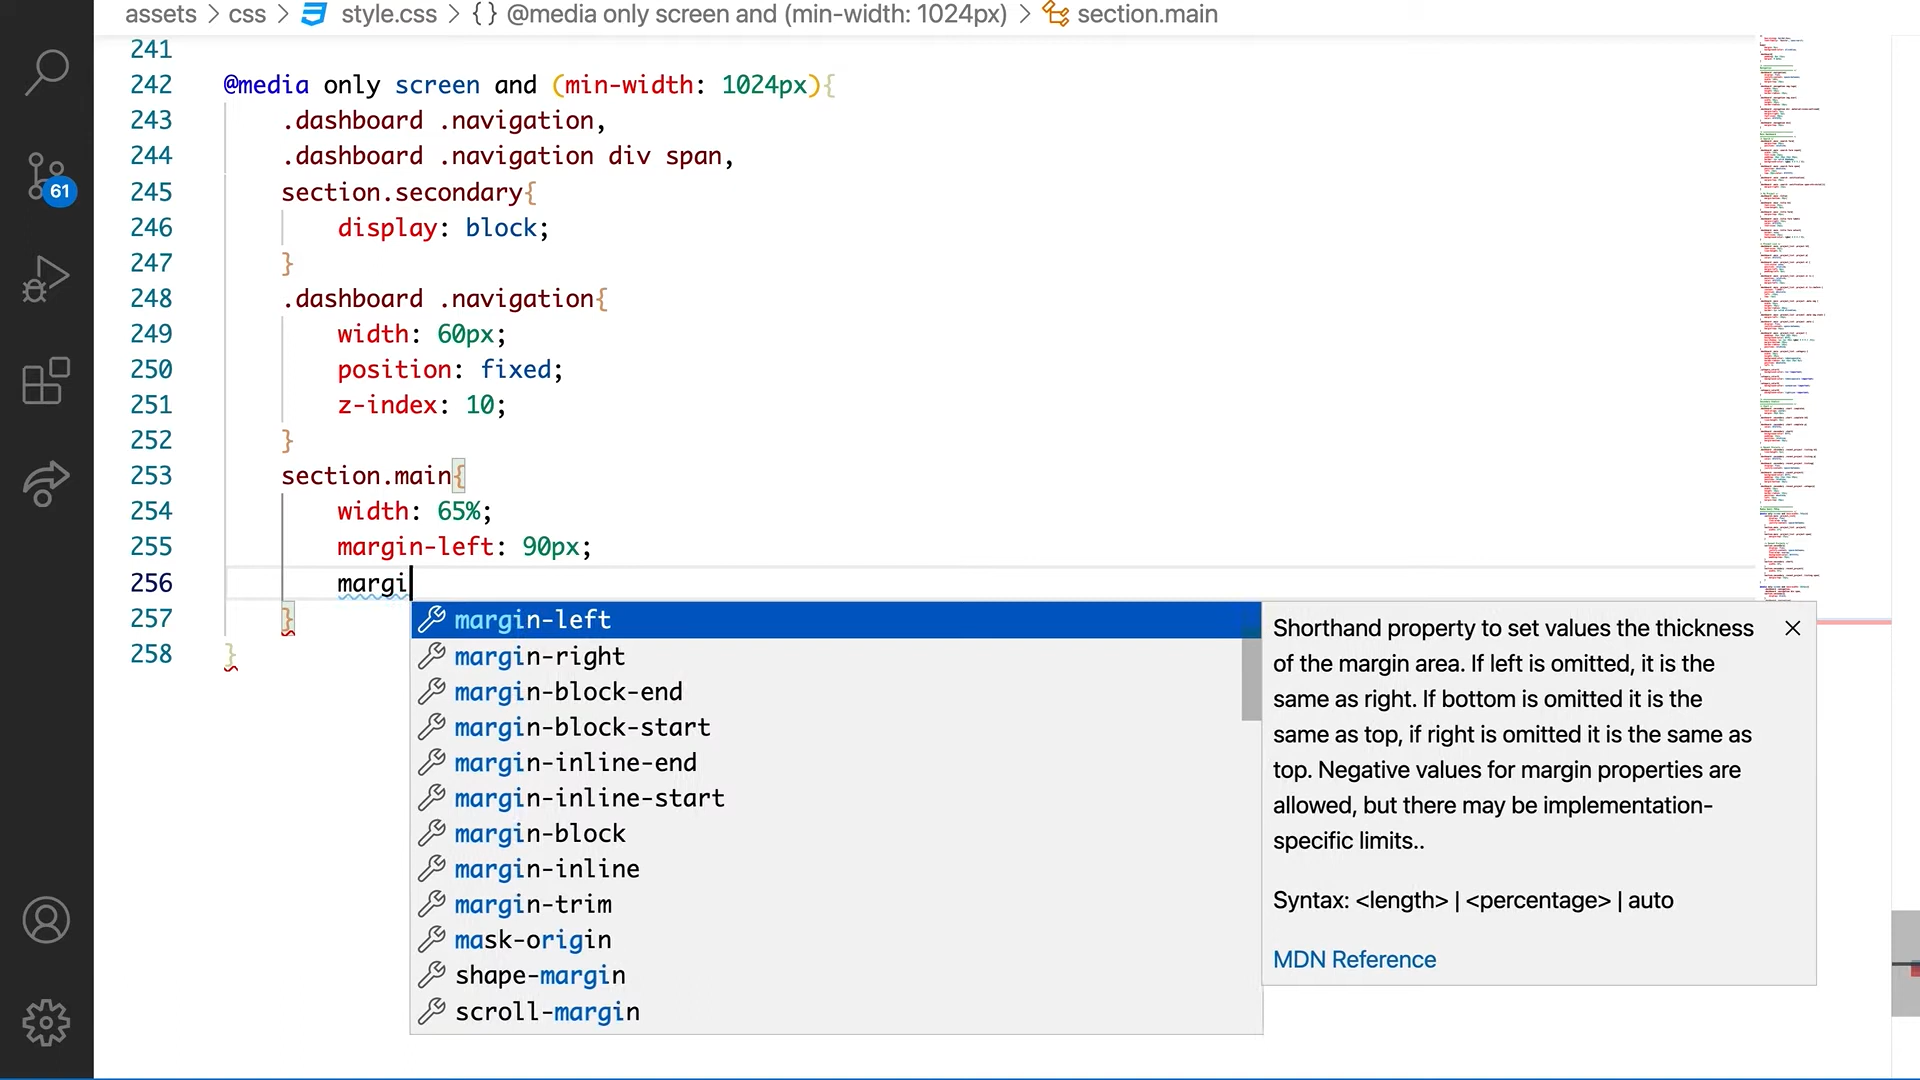 assets > css > style.css > {} @media only screen and (min-width: 1024px) > section.main
241
242 @media only screen and (min-width: 1024px){
243 .dashboard .navigation,
244 .dashboard .navigation div span,
245 section.secondary{
246 display: block;
247 }
248 .dashboard .navigation{
249 width: 60px;
250 position: fixed;
251 z-index: 10;
252 }
253 section.main{
254 width: 65%;
255 margin-left: 90px;
256 margi
257 }
258 }
61
margin-left
margin-right
margin-block-end
margin-block-start
margin-inline-end
margin-inline-start
margin-block
margin-inline
margin-trim
mask-origin
shape-margin
scroll-margin
Shorthand property to set values the thickness
of the margin area. If left is omitted, it is the
same as right. If bottom is omitted it is the
same as top, if right is omitted it is the same as
top. Negative values for margin properties are
allowed, but there may be implementation-
specific limits..
Syntax: <length> | <percentage> | auto
MDN Reference